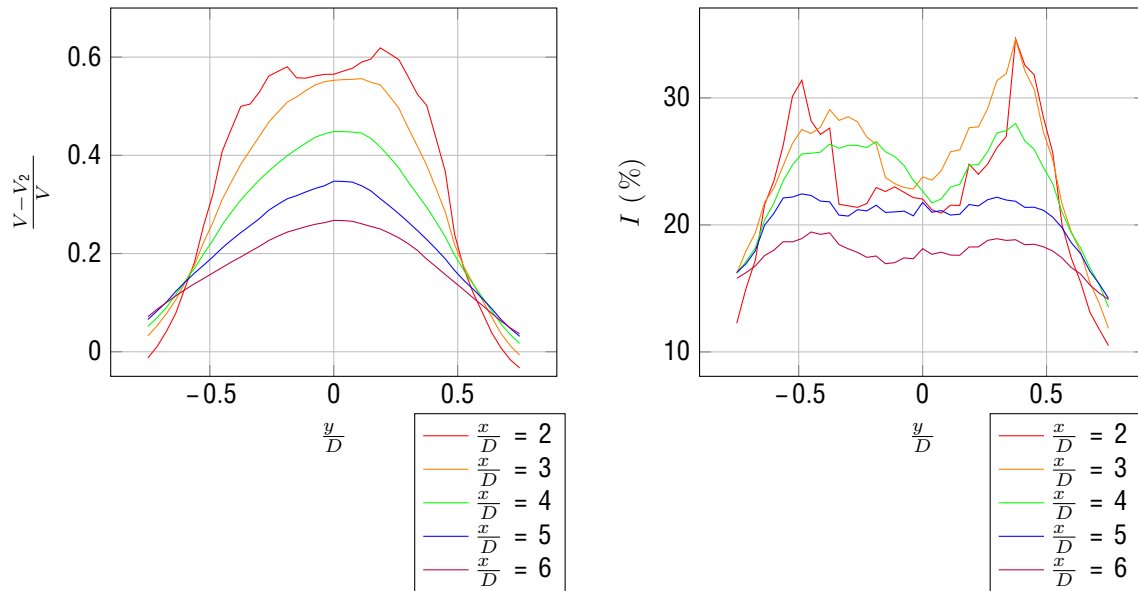 0.6
0.4
0.2
0
−0.5
0
0.5
(V−V₂)/V
y/D
x/D = 2
x/D = 3
x/D = 4
x/D = 5
x/D = 6
30
20
10
−0.5
0
0.5
I (%)
y/D
x/D = 2
x/D = 3
x/D = 4
x/D = 5
x/D = 6